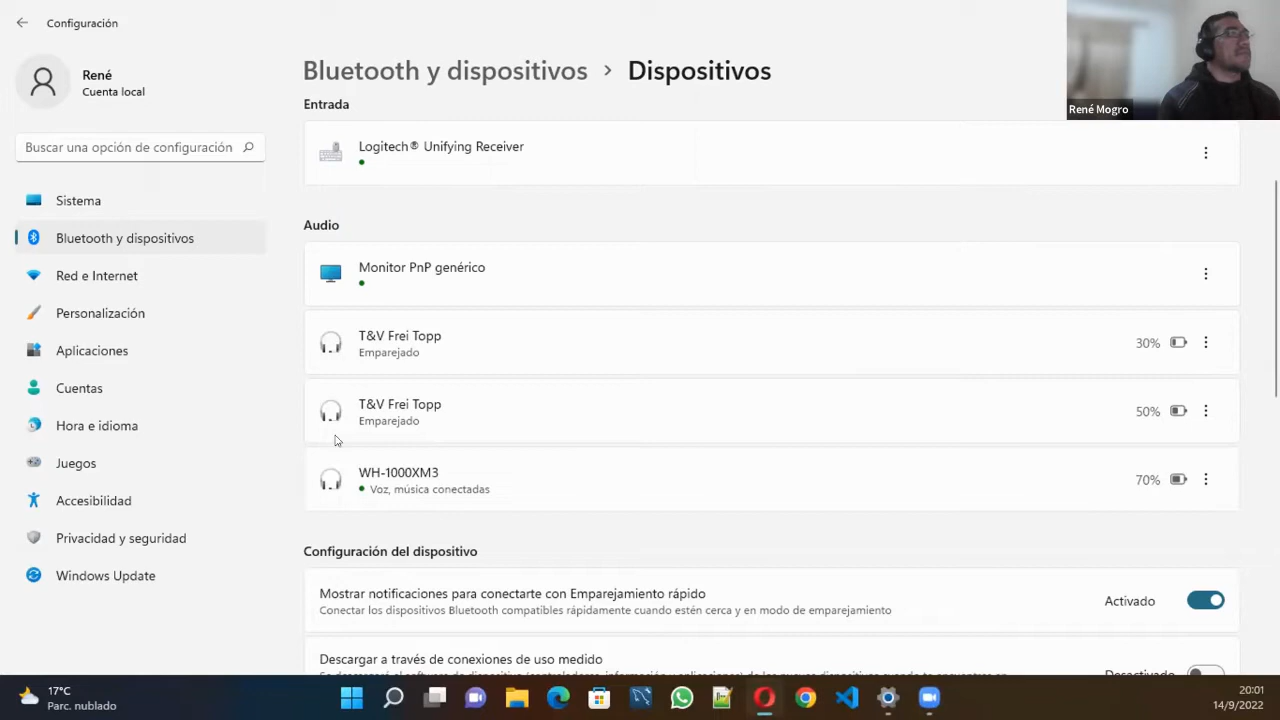 Configuración
René
Cuenta local
Buscar una opción de configuración
Sistema
Bluetooth y dispositivos
Red e Internet
Personalización
Aplicaciones
Cuentas
Hora e idioma
Juegos
Accesibilidad
Privacidad y seguridad
Windows Update
Bluetooth y dispositivos > Dispositivos
Entrada
Logitech® Unifying Receiver
Audio
Monitor PnP genérico
T&V Frei Topp
Emparejado
30%
T&V Frei Topp
Emparejado
50%
WH-1000XM3
Voz, música conectadas
70%
Configuración del dispositivo
Mostrar notificaciones para conectarte con Emparejamiento rápido
Conectar los dispositivos Bluetooth compatibles rápidamente cuando estén cerca y en modo de emparejamiento
Activado
Descargar a través de conexiones de uso medido
Desactivado
René Mogro
17°C
Parc. nublado
20:01
14/9/2022